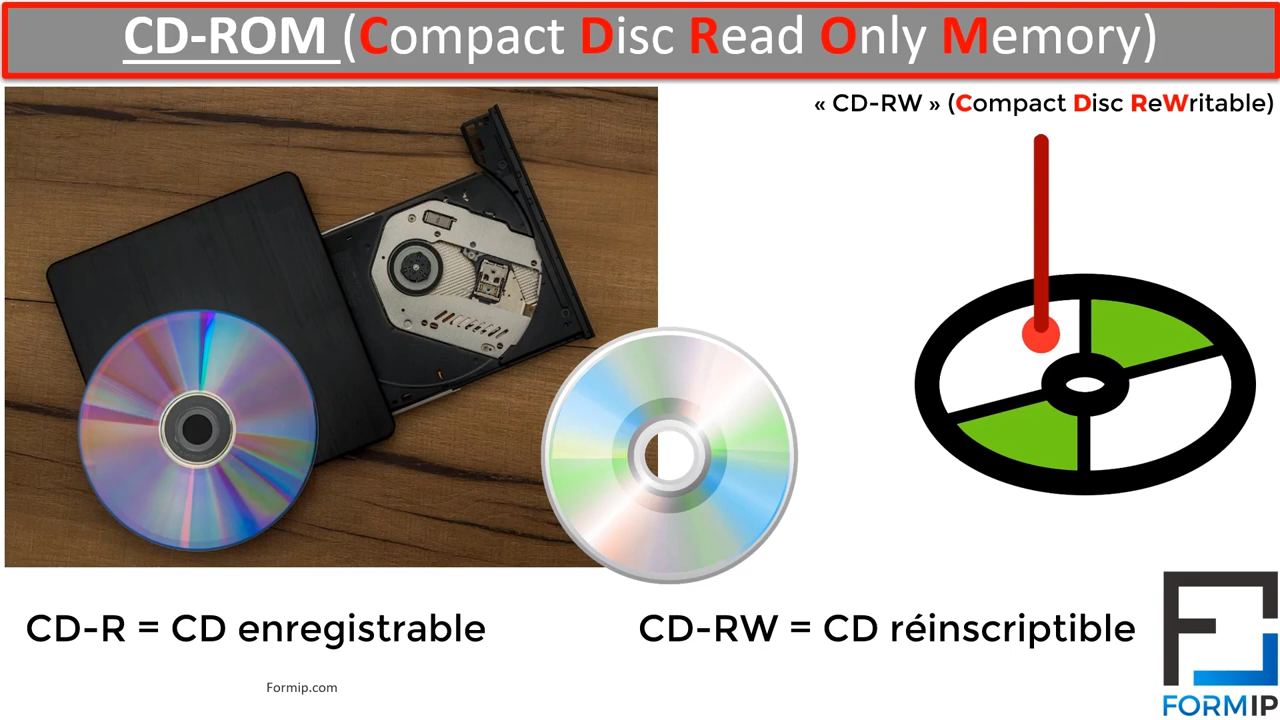 CD-ROM (Compact Disc Read Only Memory)
« CD-RW » (Compact Disc ReWritable)
CD-R = CD enregistrable
CD-RW = CD réinscriptible
Formip.com
FORMIP